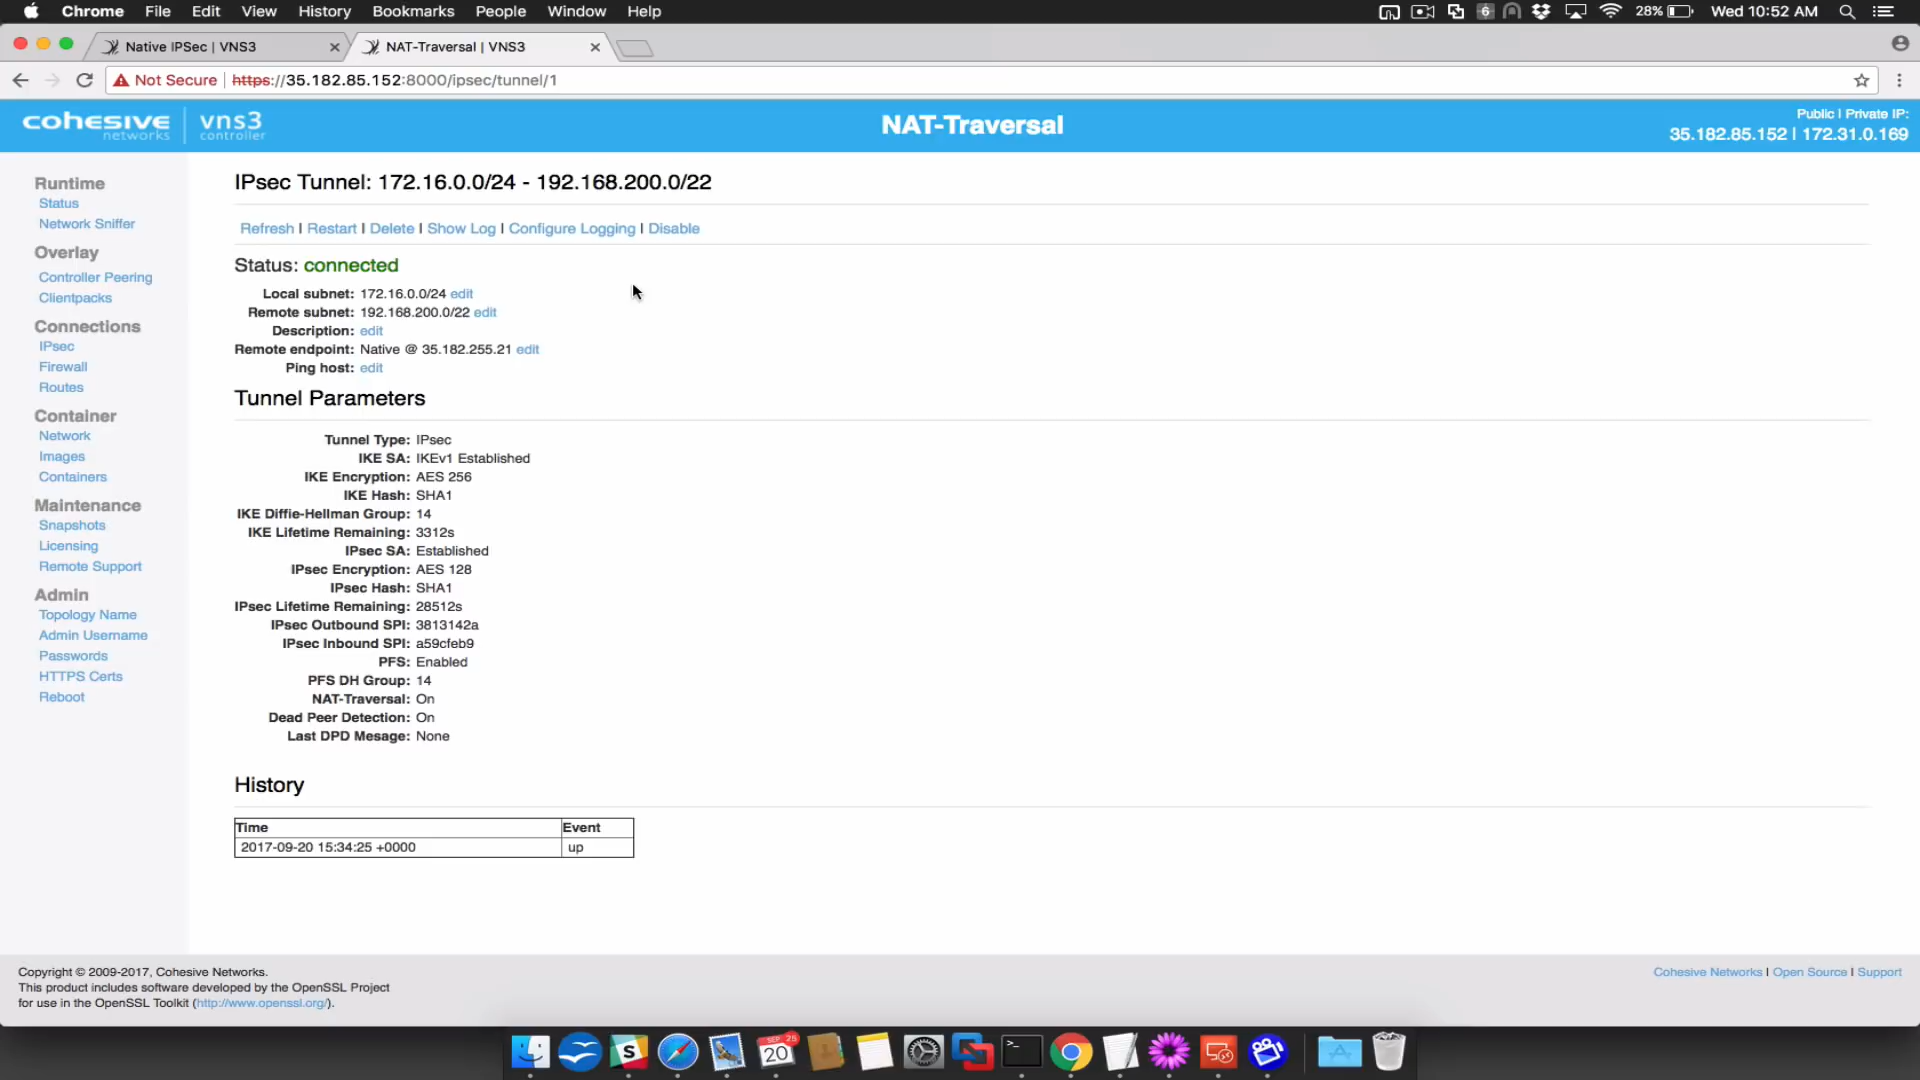 Chrome File Edit View History Bookmarks People Window Help
6 28% Wed 10:52 AM
Native IPSec | VNS3
NAT-Traversal | VNS3
Not Secure | https://35.182.85.152:8000/ipsec/tunnel/1
cohesive networks | vns3 controller
NAT-Traversal
Public | Private IP:
35.182.85.152 | 172.31.0.169
Runtime
Status
Network Sniffer
Overlay
Controller Peering
Clientpacks
Connections
IPsec
Firewall
Routes
Container
Network
Images
Containers
Maintenance
Snapshots
Licensing
Remote Support
Admin
Topology Name
Admin Username
Passwords
HTTPS Certs
Reboot
IPsec Tunnel: 172.16.0.0/24 - 192.168.200.0/22
Refresh | Restart | Delete | Show Log | Configure Logging | Disable
Status: connected
Local subnet: 172.16.0.0/24 edit
Remote subnet: 192.168.200.0/22 edit
Description: edit
Remote endpoint: Native @ 35.182.255.21 edit
Ping host: edit
Tunnel Parameters
Tunnel Type: IPsec
IKE SA: IKEv1 Established
IKE Encryption: AES 256
IKE Hash: SHA1
IKE Diffie-Hellman Group: 14
IKE Lifetime Remaining: 3312s
IPsec SA: Established
IPsec Encryption: AES 128
IPsec Hash: SHA1
IPsec Lifetime Remaining: 28512s
IPsec Outbound SPI: 3813142a
IPsec Inbound SPI: a59cfeb9
PFS: Enabled
PFS DH Group: 14
NAT-Traversal: On
Dead Peer Detection: On
Last DPD Mesage: None
History
Time Event
2017-09-20 15:34:25 +0000 up
Copyright © 2009-2017, Cohesive Networks.
This product includes software developed by the OpenSSL Project
for use in the OpenSSL Toolkit (http://www.openssl.org/).
Cohesive Networks | Open Source | Support
S
SEP 20